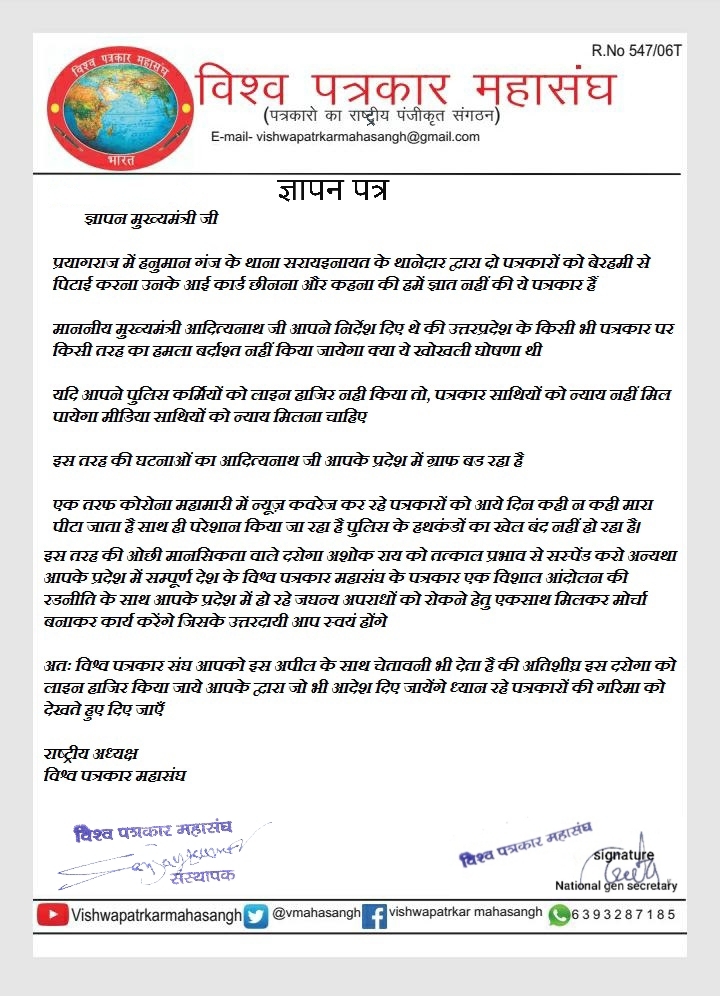 R.No 547/06T
विश्व पत्रकार महासंघ
भारत
विश्व पत्रकार महासंघ
(पत्रकारो का राष्ट्रीय पंजीकृत संगठन)
E-mail- vishwapatrkarmahasangh@gmail.com
ज्ञापन पत्र
ज्ञापन मुख्यमंत्री जी
प्रयागराज में हनुमान गंज के थाना सरायइनायत के थानेदार द्वारा दो पत्रकारों को बेरहमी से
पिटाई करना उनके आई कार्ड छीनना और कहना की हमें ज्ञात नहीं की ये पत्रकार हैं
माननीय मुख्यमंत्री आदित्यनाथ जी आपने निर्देश दिए थे की उत्तरप्रदेश के किसी भी पत्रकार पर
किसी तरह का हमला बर्दाश्त नहीं किया जायेगा क्या ये खोखली घोषणा थी
यदि आपने पुलिस कर्मियों को लाइन हाजिर नही किया तो, पत्रकार साथियों को न्याय नहीं मिल
पायेगा मीडिया साथियों को न्याय मिलना चाहिए
इस तरह की घटनाओं का आदित्यनाथ जी आपके प्रदेश में ग्राफ बड रहा है
एक तरफ कोरोना महामारी में न्यूज़ कवरेज कर रहे पत्रकारों को आये दिन कही न कही मारा
पीटा जाता है साथ ही परेशान किया जा रहा है पुलिस के हथकंडों का खेल बंद नहीं हो रहा है।
इस तरह की ओछी मानसिकता वाले दरोगा अशोक राय को तत्काल प्रभाव से सस्पेंड करो अन्यथा
आपके प्रदेश में सम्पूर्ण देश के विश्व पत्रकार महासंघ के पत्रकार एक विशाल आंदोलन की
रडनीति के साथ आपके प्रदेश में हो रहे जघन्य अपराधों को रोकने हेतु एकसाथ मिलकर मोर्चा
बनाकर कार्य करेंगे जिसके उत्तरदायी आप स्वयं होंगे
अतः विश्व पत्रकार संघ आपको इस अपील के साथ चेतावनी भी देता है की अतिशीघ्र इस दरोगा को
लाइन हाजिर किया जाये आपके द्वारा जो भी आदेश दिए जायेंगे ध्यान रहे पत्रकारों की गरिमा को
देखते हुए दिए जाएँ
राष्ट्रीय अध्यक्ष
विश्व पत्रकार महासंघ
विश्व पत्रकार महासंघ
संस्थापक
विश्व पत्रकार महासंघ
signature
National gen secretary
Vishwapatrkarmahasangh @vmahasangh vishwapatrkar mahasangh 6393287185